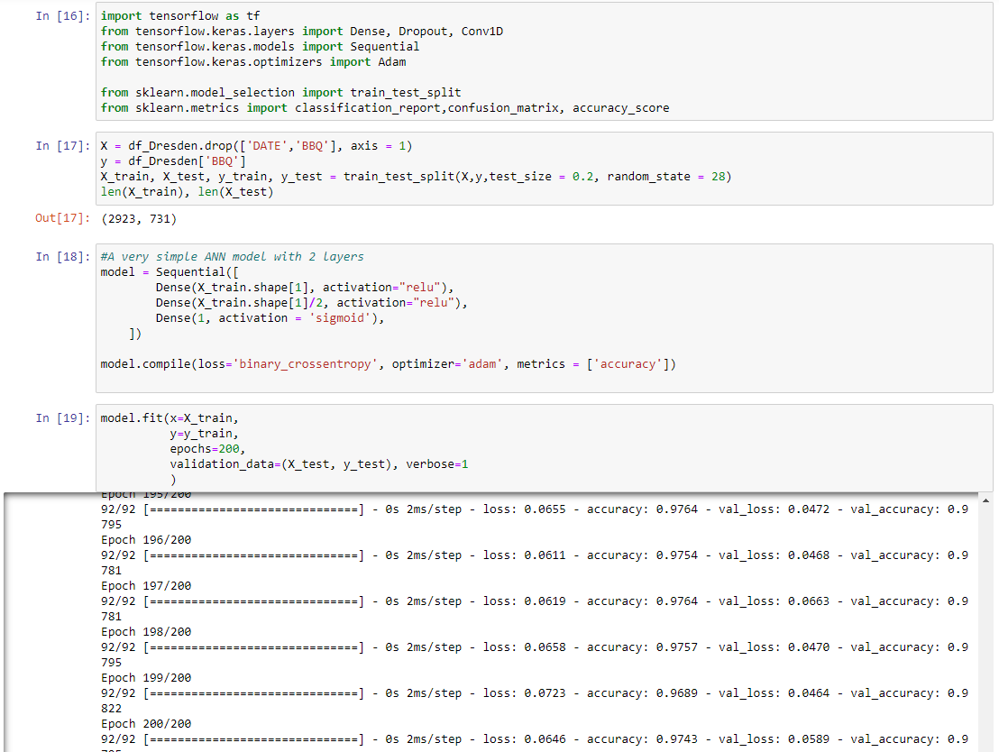 In [16]: import tensorflow as tf
from tensorflow.keras.layers import Dense, Dropout, Conv1D
from tensorflow.keras.models import Sequential
from tensorflow.keras.optimizers import Adam
from sklearn.model_selection import train_test_split
from sklearn.metrics import classification_report,confusion_matrix, accuracy_score
In [17]: X = df_Dresden.drop(['DATE','BBQ'], axis = 1)
y = df_Dresden['BBQ']
X_train, X_test, y_train, y_test = train_test_split(X,y,test_size = 0.2, random_state = 28)
len(X_train), len(X_test)
Out[17]: (2923, 731)
In [18]: #A very simple ANN model with 2 layers
model = Sequential([
Dense(X_train.shape[1], activation="relu"),
Dense(X_train.shape[1]/2, activation="relu"),
Dense(1, activation = 'sigmoid'),
])
model.compile(loss='binary_crossentropy', optimizer='adam', metrics = ['accuracy'])
In [19]: model.fit(x=X_train,
y=y_train,
epochs=200,
validation_data=(X_test, y_test), verbose=1
)
Epoch 195/200
92/92 [==============================] - 0s 2ms/step - loss: 0.0655 - accuracy: 0.9764 - val_loss: 0.0472 - val_accuracy: 0.9
795
Epoch 196/200
92/92 [==============================] - 0s 2ms/step - loss: 0.0611 - accuracy: 0.9754 - val_loss: 0.0468 - val_accuracy: 0.9
781
Epoch 197/200
92/92 [==============================] - 0s 2ms/step - loss: 0.0619 - accuracy: 0.9764 - val_loss: 0.0663 - val_accuracy: 0.9
781
Epoch 198/200
92/92 [==============================] - 0s 2ms/step - loss: 0.0658 - accuracy: 0.9757 - val_loss: 0.0470 - val_accuracy: 0.9
795
Epoch 199/200
92/92 [==============================] - 0s 2ms/step - loss: 0.0723 - accuracy: 0.9689 - val_loss: 0.0464 - val_accuracy: 0.9
822
Epoch 200/200
92/92 [==============================] - 0s 2ms/step - loss: 0.0646 - accuracy: 0.9743 - val_loss: 0.0589 - val_accuracy: 0.9